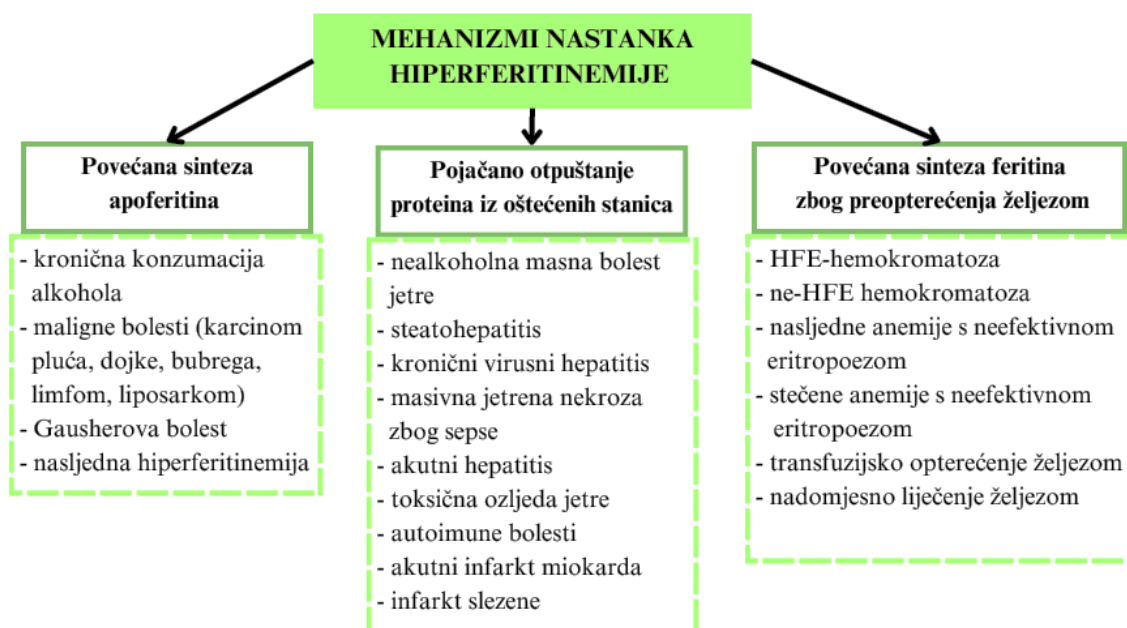 MEHANIZMI NASTANKA
HIPERFERITINEMIJE
Povećana sinteza
apoferitina
- kronična konzumacija
alkohola
- maligne bolesti (karcinom
pluća, dojke, bubrega,
limfom, liposarkom)
- Gausherova bolest
- nasljedna hiperferitinemija
Pojačano otpuštanje
proteina iz oštećenih stanica
- nealkoholna masna bolest
jetre
- steatohepatitis
- kronični virusni hepatitis
- masivna jetrena nekroza
zbog sepse
- akutni hepatitis
- toksična ozljeda jetre
- autoimune bolesti
- akutni infarkt miokarda
- infarkt slezene
Povećana sinteza feritina
zbog preopterećenja željezom
- HFE-hemokromatoza
- ne-HFE hemokromatoza
- nasljedne anemije s neefektivnom
eritropoezom
- stečene anemije s neefektivnom
eritropoezom
- transfuzijsko opterećenje željezom
- nadomjesno liječenje željezom